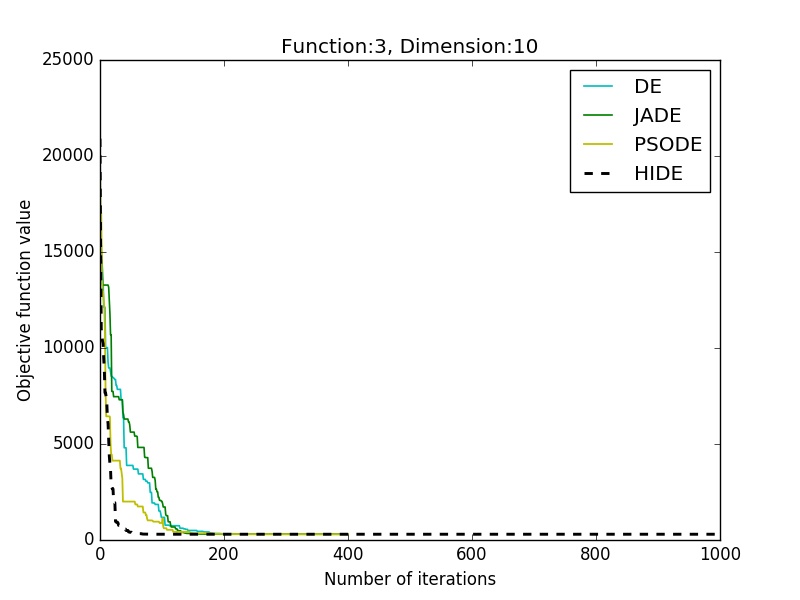 Function:3, Dimension:10
25000
20000
15000
10000
5000
0
Objective function value
DE
JADE
PSODE
HIDE
0 200 400 600 800 1000
Number of iterations